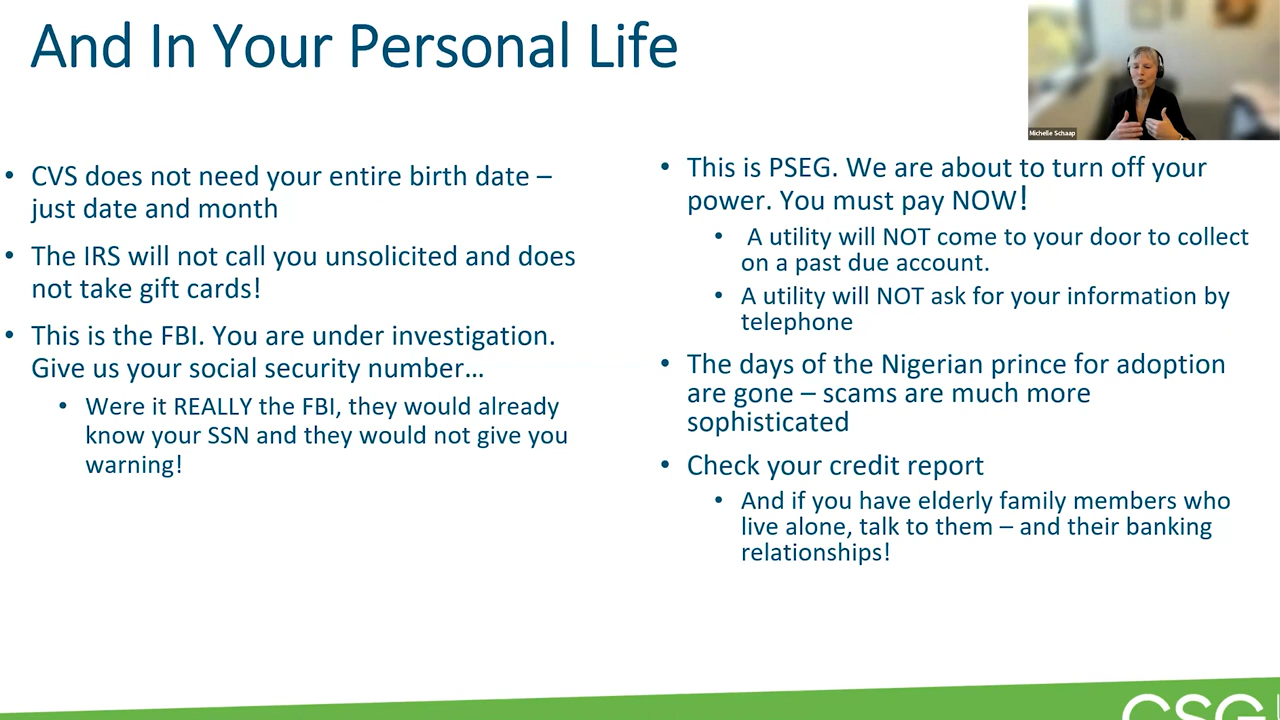 And In Your Personal Life
Michelle Schaap
• CVS does not need your entire birth date –
just date and month
• The IRS will not call you unsolicited and does
not take gift cards!
• This is the FBI. You are under investigation.
Give us your social security number…
• Were it REALLY the FBI, they would already
know your SSN and they would not give you
warning!
• This is PSEG. We are about to turn off your
power. You must pay NOW!
• A utility will NOT come to your door to collect
on a past due account.
• A utility will NOT ask for your information by
telephone
• The days of the Nigerian prince for adoption
are gone – scams are much more
sophisticated
• Check your credit report
• And if you have elderly family members who
live alone, talk to them – and their banking
relationships!
CSG